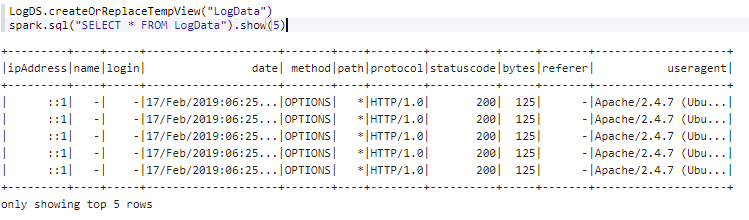 LogDS.createOrReplaceTempView("LogData")
spark.sql("SELECT * FROM LogData").show(5)
+---------+----+-----+--------------------+-------+----+--------+----------+-----+-------+--------------------+
|ipAddress|name|login|                date| method|path|protocol|statuscode|bytes|referer|           useragent|
+---------+----+-----+--------------------+-------+----+--------+----------+-----+-------+--------------------+
|      ::1|   -|    -|17/Feb/2019:06:25...|OPTIONS|   *|HTTP/1.0|       200|  125|      -|Apache/2.4.7 (Ubu...|
|      ::1|   -|    -|17/Feb/2019:06:25...|OPTIONS|   *|HTTP/1.0|       200|  125|      -|Apache/2.4.7 (Ubu...|
|      ::1|   -|    -|17/Feb/2019:06:25...|OPTIONS|   *|HTTP/1.0|       200|  125|      -|Apache/2.4.7 (Ubu...|
|      ::1|   -|    -|17/Feb/2019:06:25...|OPTIONS|   *|HTTP/1.0|       200|  125|      -|Apache/2.4.7 (Ubu...|
|      ::1|   -|    -|17/Feb/2019:06:25...|OPTIONS|   *|HTTP/1.0|       200|  125|      -|Apache/2.4.7 (Ubu...|
+---------+----+-----+--------------------+-------+----+--------+----------+-----+-------+--------------------+
only showing top 5 rows